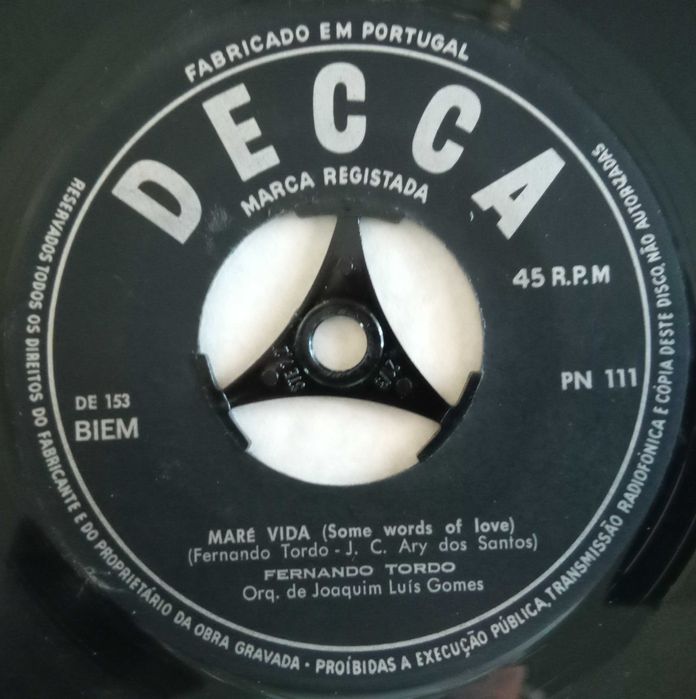 FABRICADO EM PORTUGAL
DECCA
MARCA REGISTADA
45 R.P.M
PN 111
DE 153
BIEM
MARÉ VIDA (Some words of love)
(Fernando Tordo - J. C. Ary dos Santos)
FERNANDO TORDO
Orq. de Joaquim Luís Gomes
RESERVADOS TODOS OS DIREITOS DO FABRICANTE E DO PROPRIETÁRIO DA OBRA GRAVADA · PROÍBIDAS A EXECUÇÃO PÚBLICA, TRANSMISSÃO RADIOFÓNICA E CÓPIA DESTE DISCO, NÃO AUTORIZADAS